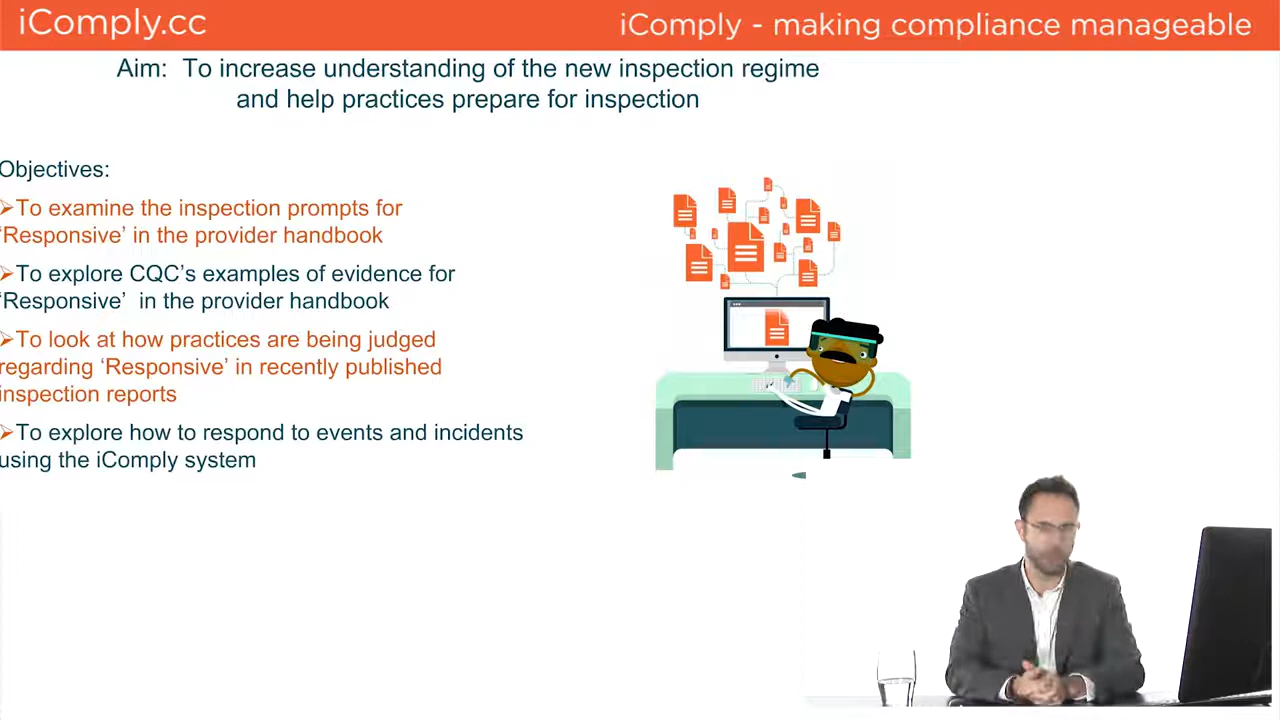 iComply.cc
iComply - making compliance manageable
Aim: To increase understanding of the new inspection regime
and help practices prepare for inspection
Objectives:
➢To examine the inspection prompts for
‘Responsive’ in the provider handbook
➢To explore CQC’s examples of evidence for
‘Responsive’ in the provider handbook
➢To look at how practices are being judged
regarding ‘Responsive’ in recently published
inspection reports
➢To explore how to respond to events and incidents
using the iComply system